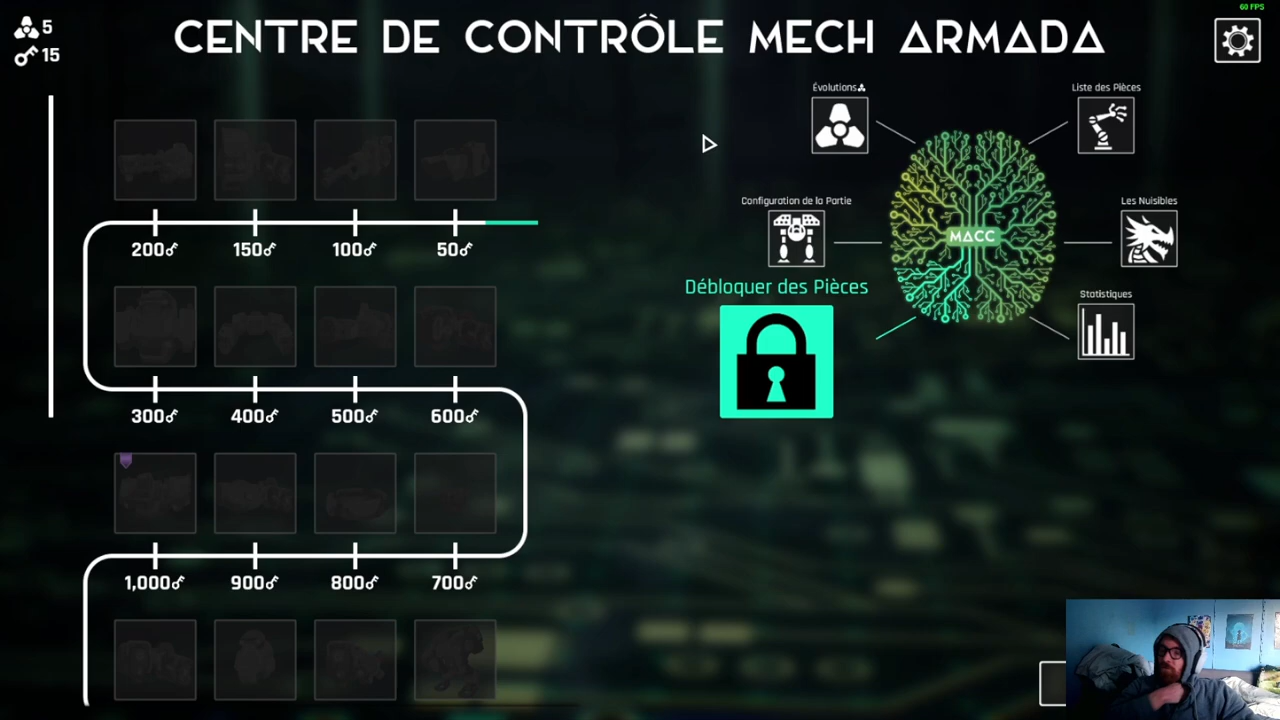 60 FPS
5
15
CENTRE DE CONTRÔLE MECH ARMADA
Évolutions
Liste des Pièces
Configuration de la Partie
Les Nuisibles
MACC
Débloquer des Pièces
Statistiques
200 150 100 50
300 400 500 600
1,000 900 800 700